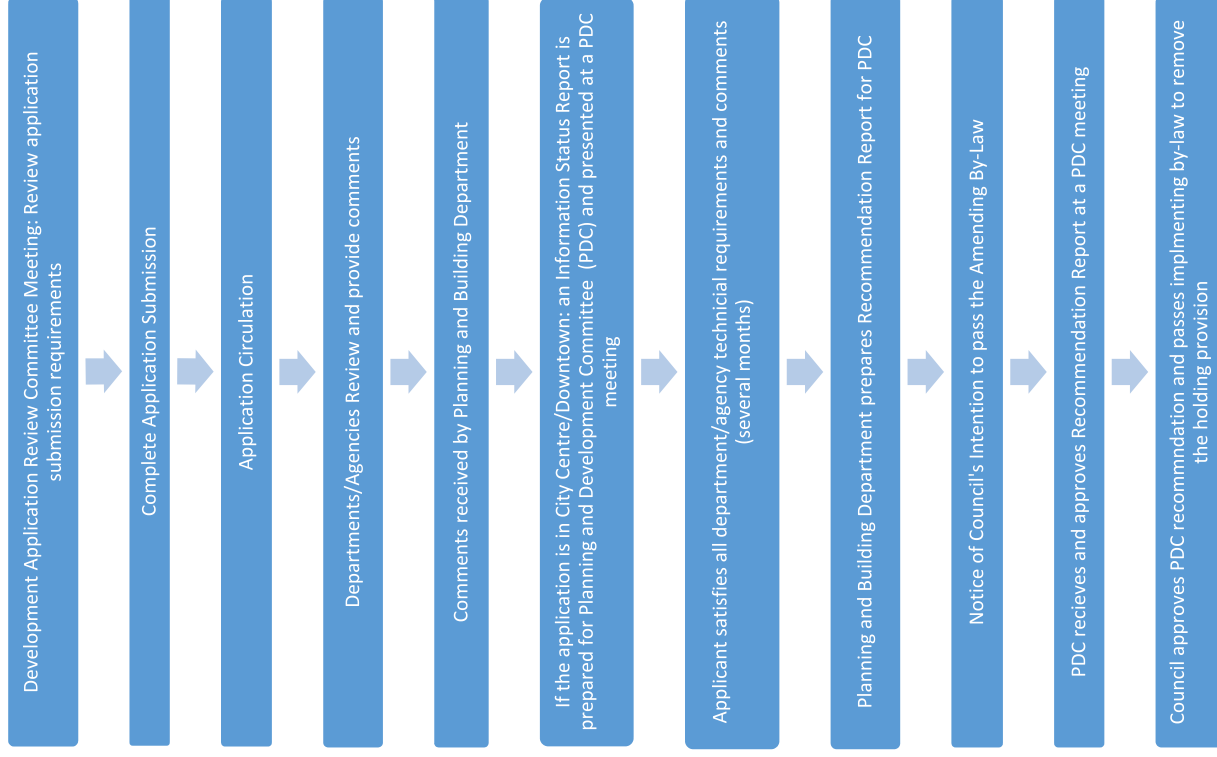 Development Application Review Committee Meeting: Review application
submission requirements
Complete Application Submission
Application Circulation
Departments/Agencies Review and provide comments
Comments received by Planning and Building Department
If the application is in City Centre/Downtown: an Information Status Report is
prepared for Planning and Development Committee (PDC) and presented at a PDC
meeting
Applicant satisfies all department/agency technicial requirements and comments
(several months)
Planning and Building Department prepares Recommendation Report for PDC
Notice of Council's Intention to pass the Amending By-Law
PDC recieves and approves Recommendation Report at a PDC meeting
Council approves PDC recommndation and passes implmenting by-law to remove
the holding provision